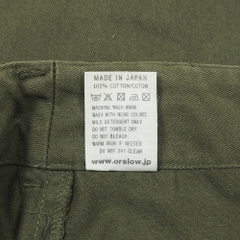 MADE IN JAPAN
100% COTTON/COTON
MACHINE WASH WARM
WASH WITH NEAR COLORS
MILD DETERGENT ONLY
DO NOT TUMBLE DRY
DO NOT BLEACH
WARM IRON IF NEEDED
DO NOT DRY CLEAN
www.orslow.jp